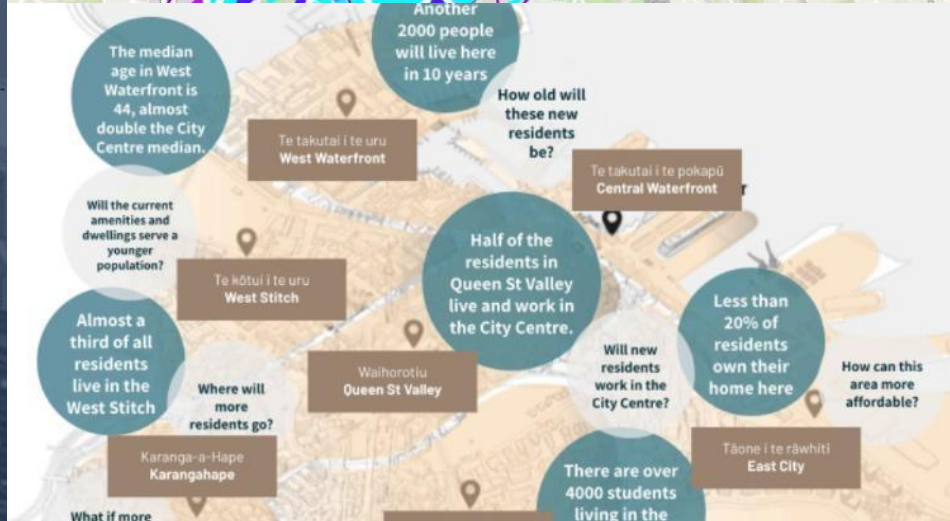 Another
2000 people
will live here
in 10 years
The median
age in West
Waterfront is
44, almost
double the City
Centre median.
How old will
these new
residents
be?
Te takutai i te uru
West Waterfront
Te takutai i te pokapū
Central Waterfront
Will the current
amenities and
dwellings serve a
younger
population?
Te kōtui i te uru
West Stitch
Half of the
residents in
Queen St Valley
live and work in
the City Centre.
Less than
20% of
residents
own their
home here
Almost a
third of all
residents
live in the
West Stitch
Where will
more
residents go?
Waihorotiu
Queen St Valley
Will new
residents
work in the
City Centre?
How can this
area more
affordable?
Karanga-a-Hape
Karangahape
Tāone i te rāwhiti
East City
There are over
4000 students
living in the
What if more